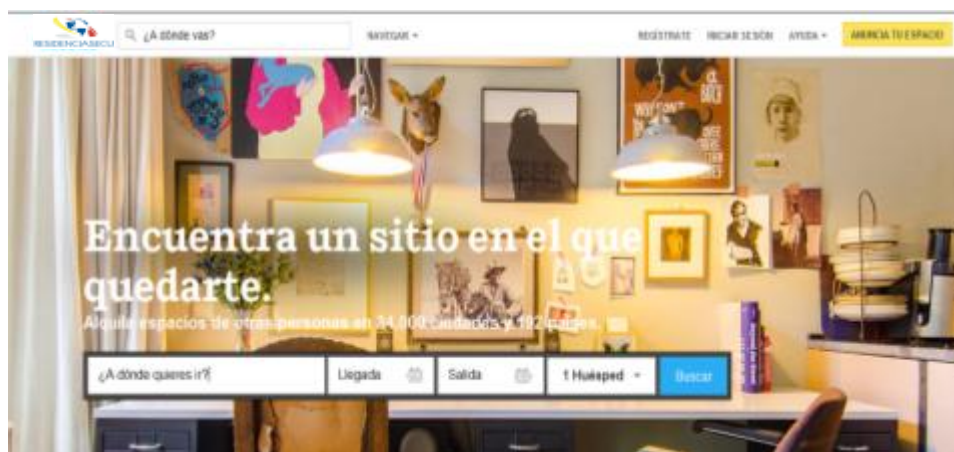 RESIDENCIASECU
¿A dónde vas?
NAVEGAR
REGÍSTRATE
INICIAR SESIÓN
AYUDA
ANUNCIA TU ESPACIO
Encuentra un sitio en el que
quedarte.
Alquila espacios de otras personas en 34.000 ciudades y 192 países.
¿A dónde quieres ir?
Llegada
Salida
1 Huésped
Buscar